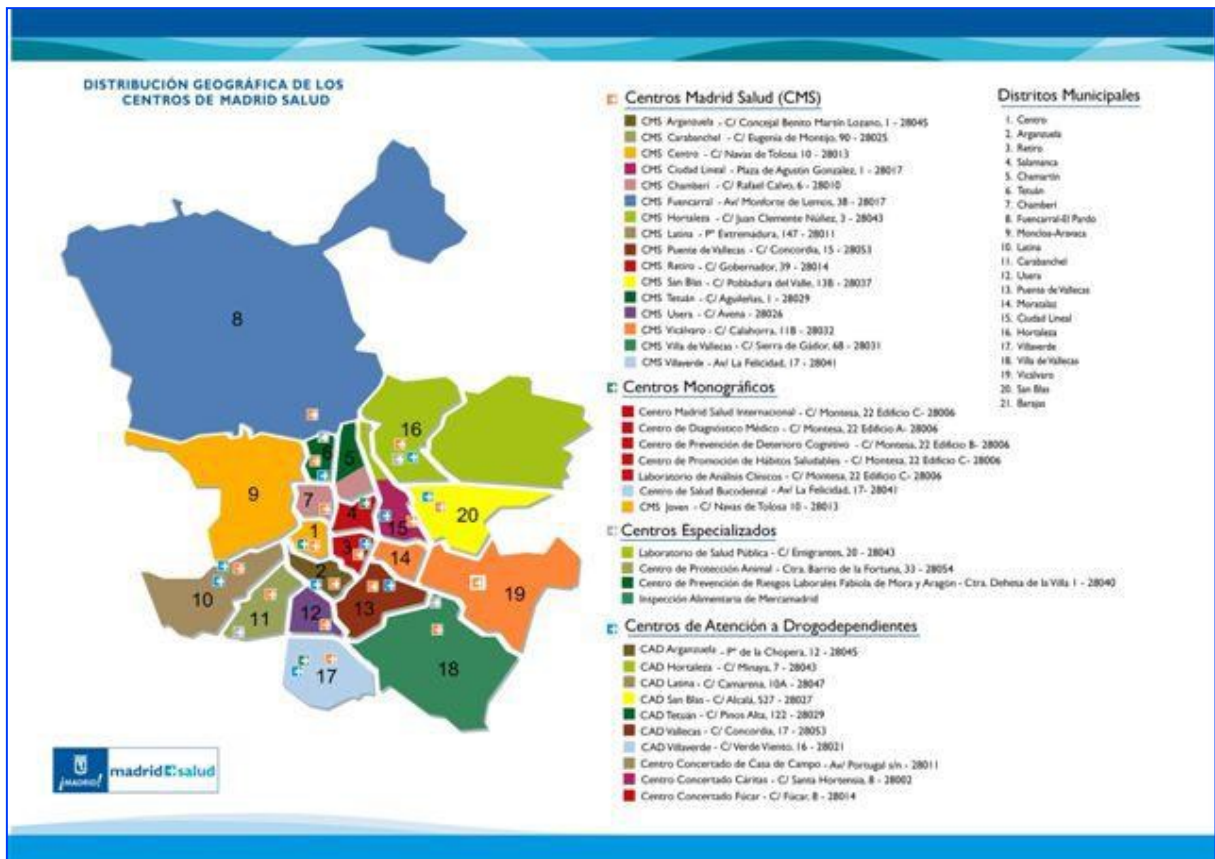 DISTRIBUCIÓN GEOGRÁFICA DE LOS
CENTROS DE MADRID SALUD
8
16
9
6
5
7
4
15
20
1
3
14
2
10
11
12
13
19
17
18
¡MADRID!
madrid salud
Centros Madrid Salud (CMS)
CMS Arganzuela - C/ Concejal Benito Martín Lozano, 1 - 28045
CMS Carabanchel - C/ Eugenia de Montijo, 90 - 28025
CMS Centro - C/ Navas de Tolosa 10 - 28013
CMS Ciudad Lineal - Plaza de Agustín González, 1 - 28017
CMS Chamberí - C/ Rafael Calvo, 6 - 28010
CMS Fuencarral - Av/ Monforte de Lemos, 38 - 28017
CMS Hortaleza - C/ Juan Clemente Núñez, 3 - 28043
CMS Latina - Pº Extremadura, 147 - 28011
CMS Puente de Vallecas - C/ Concordia, 15 - 28053
CMS Retiro - C/ Gobernador, 39 - 28014
CMS San Blas - C/ Pobladura del Valle, 13B - 28037
CMS Tetuán - C/ Aguileñas, 1 - 28029
CMS Usera - C/ Avena - 28026
CMS Vicálvaro - C/ Calahorra, 11B - 28032
CMS Villa de Vallecas - C/ Sierra de Gádor, 68 - 28031
CMS Villaverde - Av/ La Felicidad, 17 - 28041
Centros Monográficos
Centro Madrid Salud Internacional - C/ Montesa, 22 Edificio C- 28006
Centro de Diagnóstico Médico - C/ Montesa, 22 Edificio A- 28006
Centro de Prevención de Deterioro Cognitivo - C/ Montesa, 22 Edificio B- 28006
Centro de Promoción de Hábitos Saludables - C/ Montesa, 22 Edificio C- 28006
Laboratorio de Análisis Clínicos - C/ Montesa, 22 Edificio C- 28006
Centro de Salud Bucodental - Av/ La Felicidad, 17- 28041
CMS Joven - C/ Navas de Tolosa 10 - 28013
Centros Especializados
Laboratorio de Salud Pública - C/ Emigrantes, 20 - 28043
Centro de Protección Animal - Ctra. Barrio de la Fortuna, 33 - 28054
Centro de Prevención de Riesgos Laborales Fabiola de Mora y Aragón - Ctra. Dehesa de la Villa 1 - 28040
Inspección Alimentaria de Mercamadrid
Centros de Atención a Drogodependientes
CAD Arganzuela - Pº de la Chopera, 12 - 28045
CAD Hortaleza - C/ Minaya, 7 - 28043
CAD Latina - C/ Camarena, 10A - 28047
CAD San Blas - C/ Alcalá, 527 - 28027
CAD Tetuán - C/ Pinos Alta, 122 - 28029
CAD Vallecas - C/ Concordia, 17 - 28053
CAD Villaverde - C/ Verde Viento, 16 - 28021
Centro Concertado de Casa de Campo - Av/ Portugal s/n - 28011
Centro Concertado Cáritas - C/ Santa Hortensia, 8 - 28002
Centro Concertado Fúcar - C/ Fúcar, 8 - 28014
Distritos Municipales
1. Centro
2. Arganzuela
3. Retiro
4. Salamanca
5. Chamartín
6. Tetuán
7. Chamberí
8. Fuencarral-El Pardo
9. Moncloa-Aravaca
10. Latina
11. Carabanchel
12. Usera
13. Puente de Vallecas
14. Moratalaz
15. Ciudad Lineal
16. Hortaleza
17. Villaverde
18. Villa de Vallecas
19. Vicálvaro
20. San Blas
21. Barajas